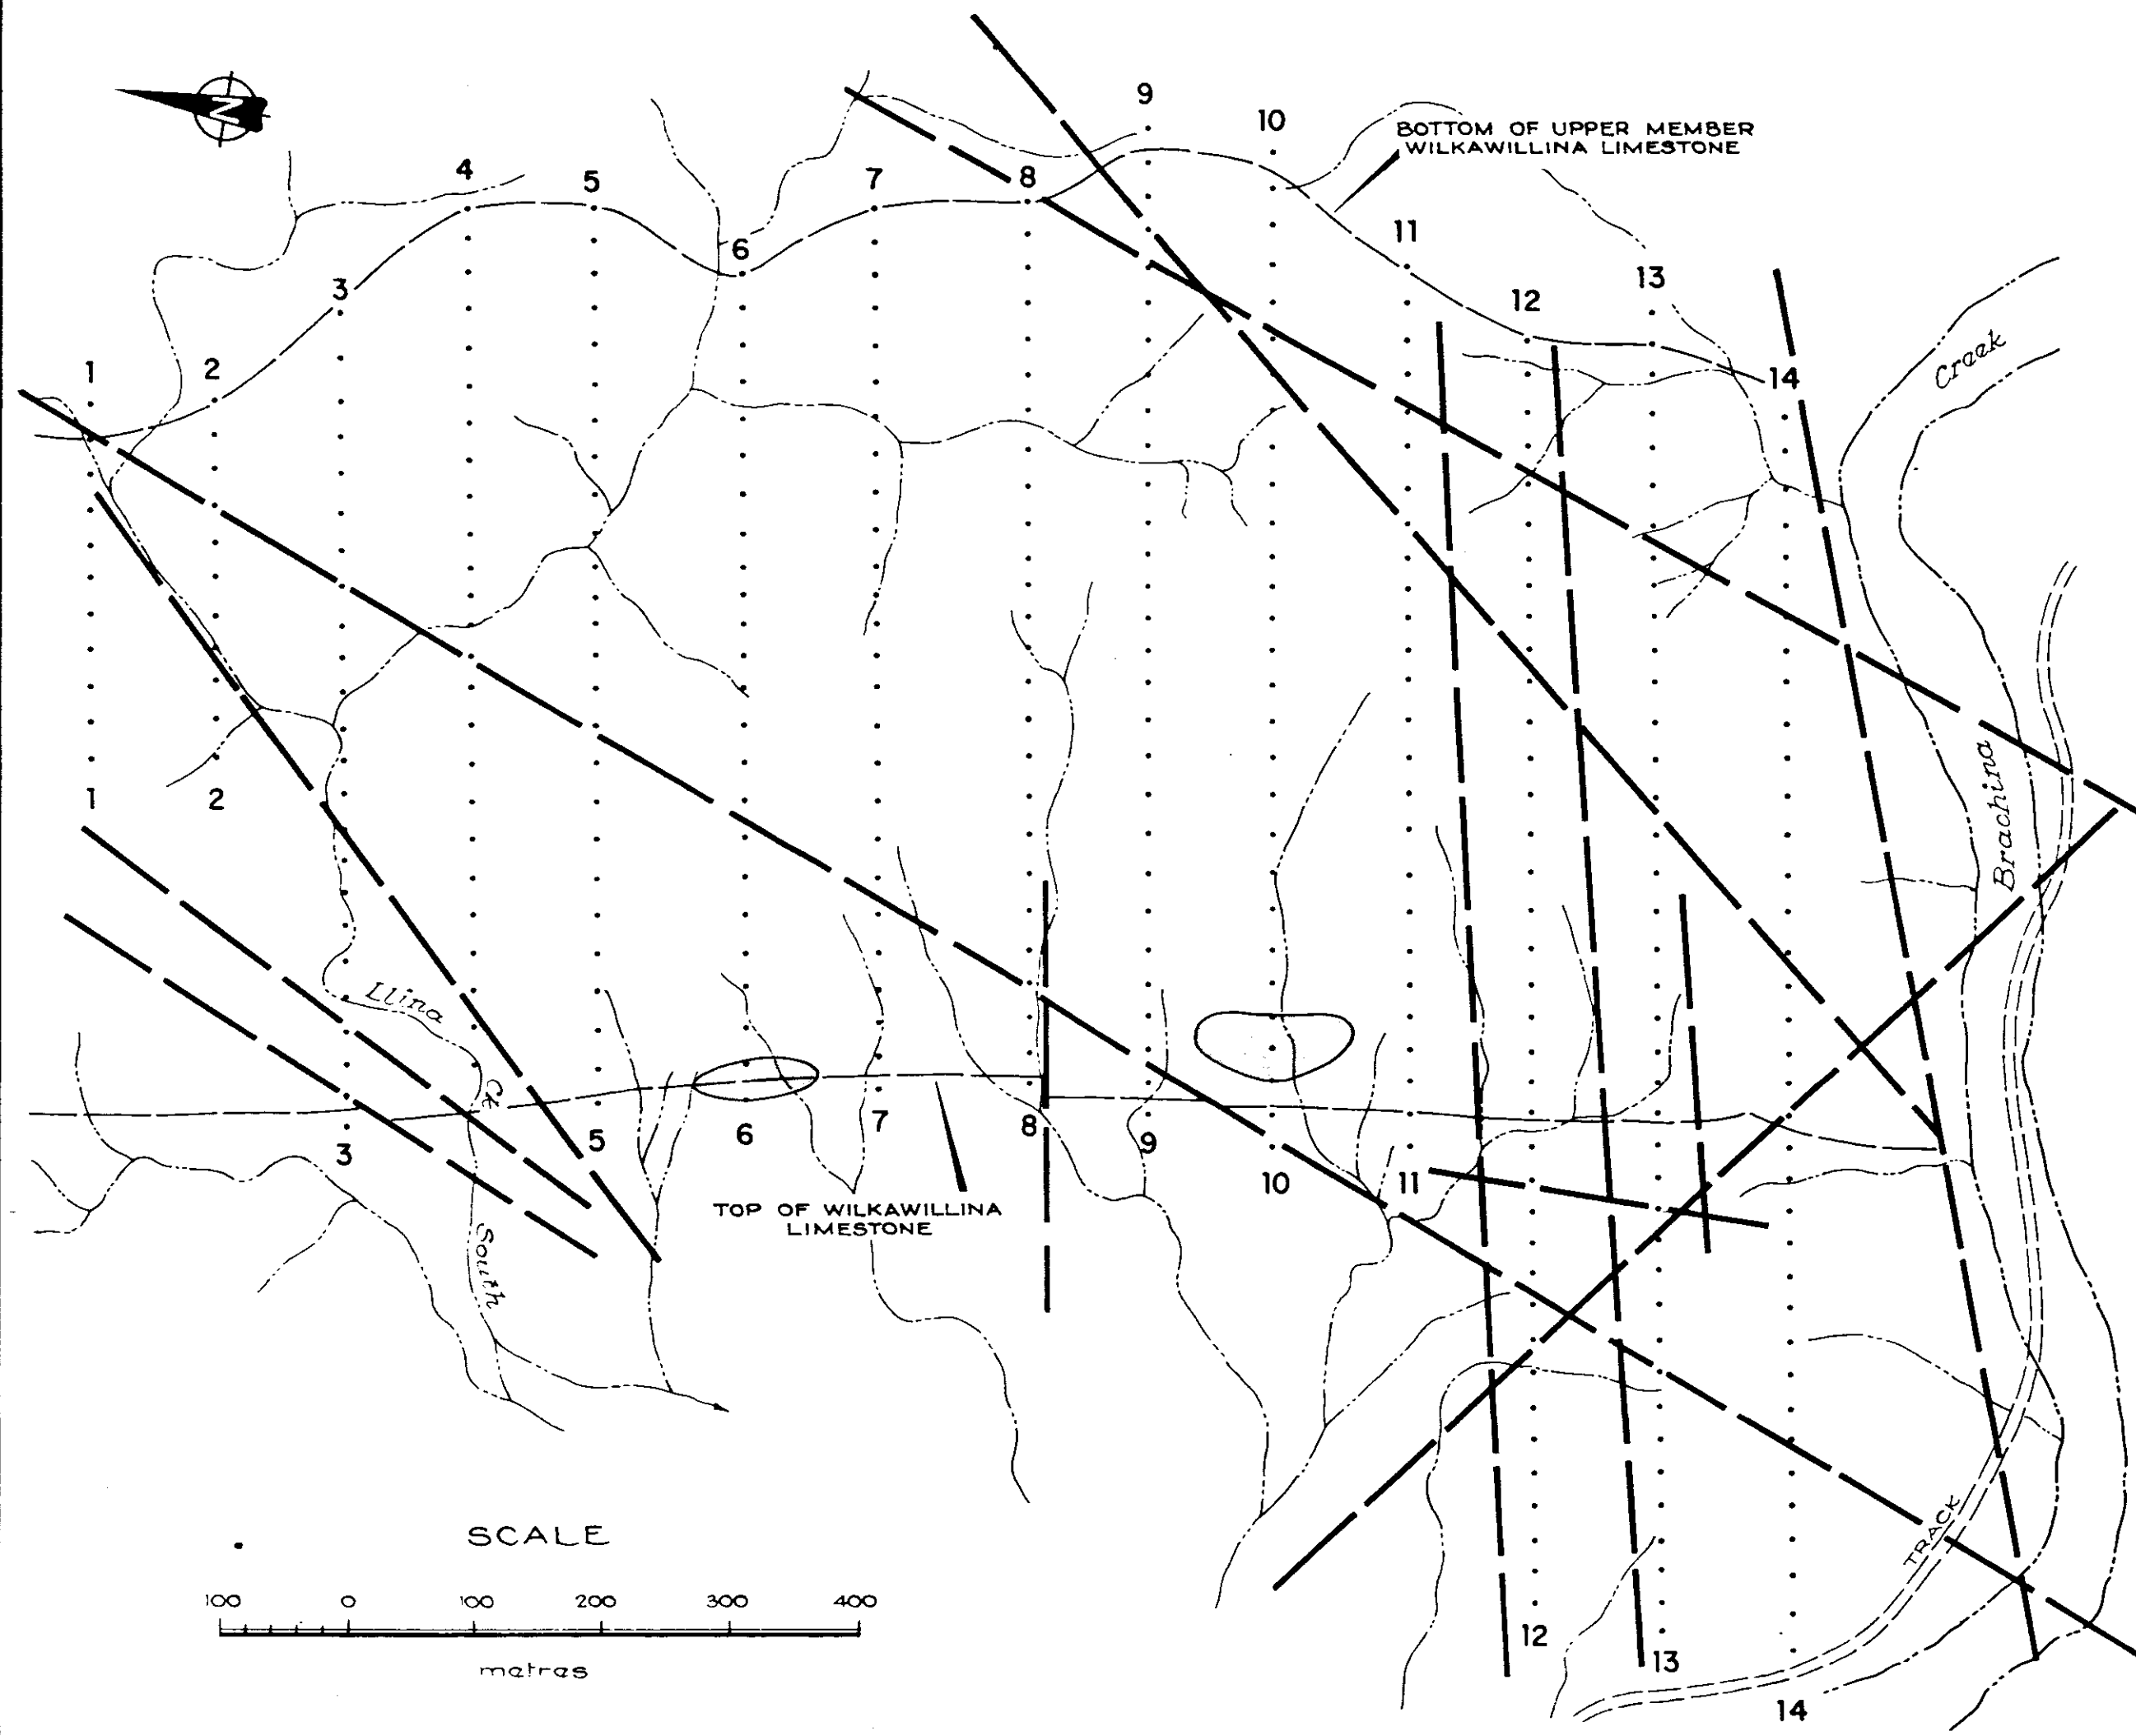 N
9
10
BOTTOM OF UPPER MEMBER
WILKAWILLINA LIMESTONE
4
5
7
8
6
11
3
13
12
1
2
14
Creek
Brachina
1
2
Llina
Ck
South
3
5
6
7
8
9
10
11
TOP OF WILKAWILLINA
LIMESTONE
TRACK
SCALE
100 0 100 200 300 400
metres
12
13
14